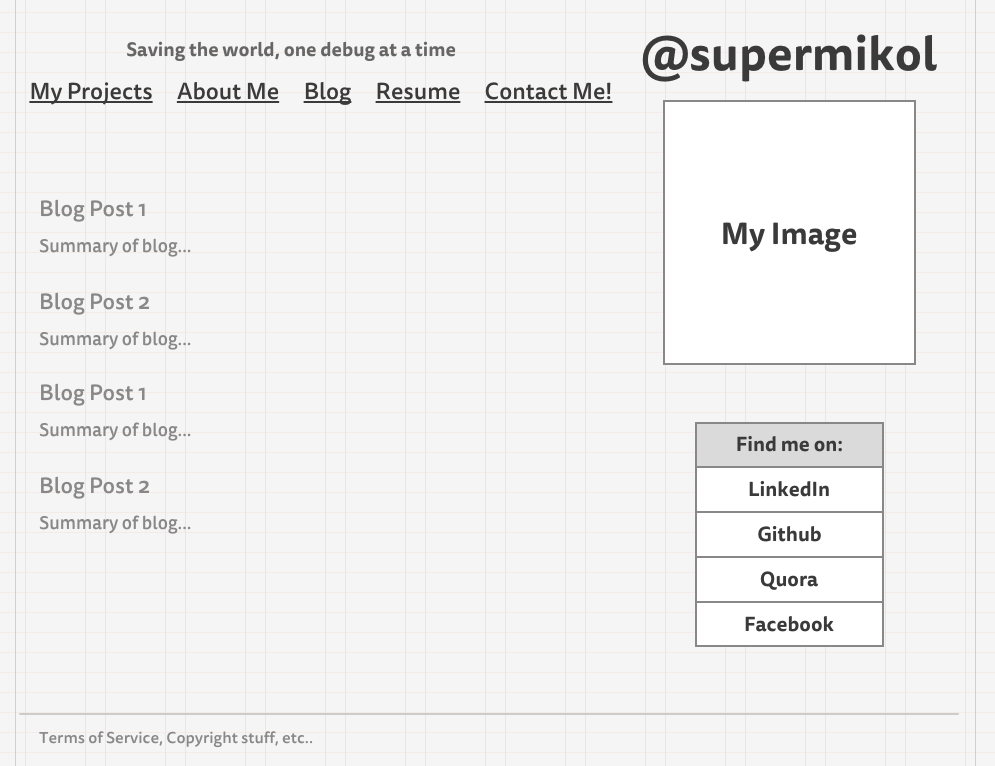 Saving the world, one debug at a time
@supermikol
My Projects About Me Blog Resume Contact Me!
Blog Post 1
Summary of blog...
Blog Post 2
Summary of blog...
Blog Post 1
Summary of blog...
Blog Post 2
Summary of blog...
My Image
Find me on:
LinkedIn
Github
Quora
Facebook
Terms of Service, Copyright stuff, etc..